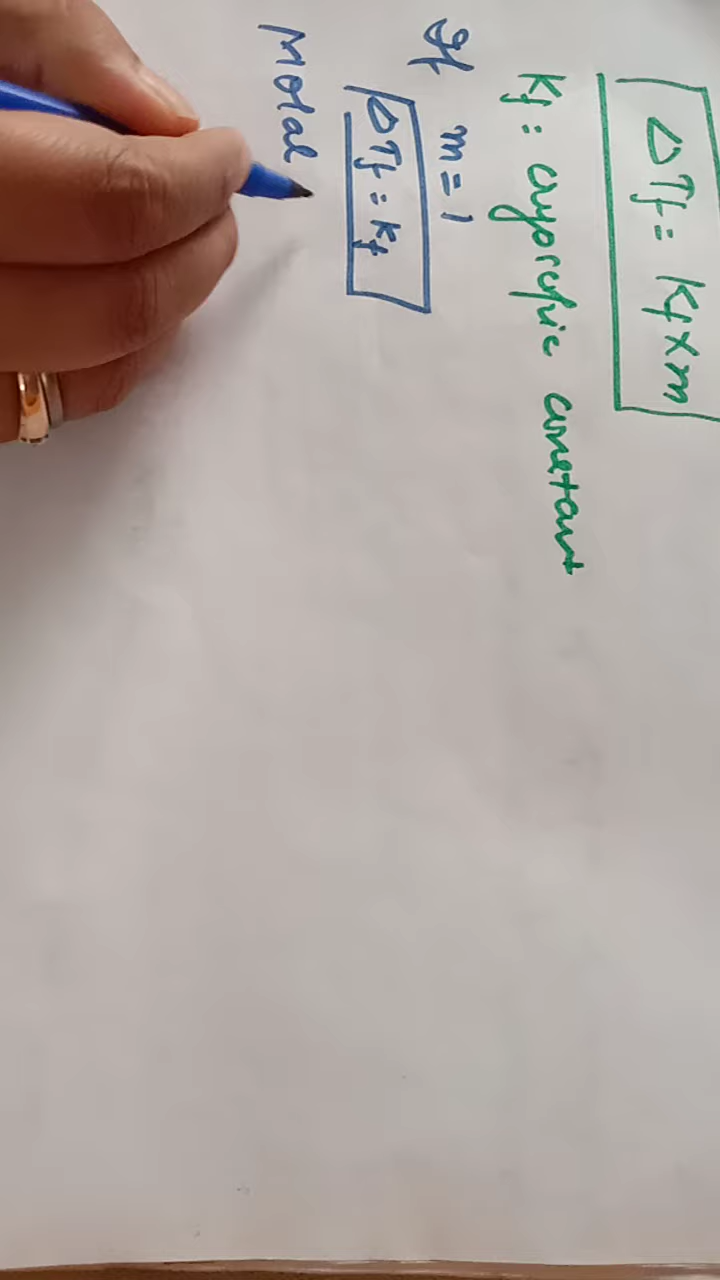 ΔTf = Kf × m
Kf : cryoscopic constant
If m = 1
ΔTf = Kf
Molal